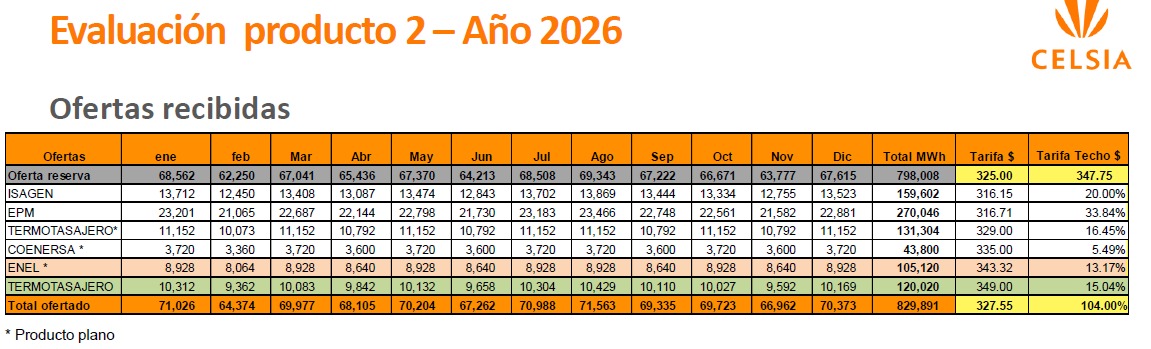 Evaluación producto 2 – Año 2026
CELSIA
Ofertas recibidas
Ofertas ene feb Mar Abr May Jun Jul Ago Sep Oct Nov Dic Total MWh Tarifa $ Tarifa Techo $
Oferta reserva 68,562 62,250 67,041 65,436 67,370 64,213 68,508 69,343 67,222 66,671 63,777 67,615 798,008 325.00 347.75
ISAGEN 13,712 12,450 13,408 13,087 13,474 12,843 13,702 13,869 13,444 13,334 12,755 13,523 159,602 316.15 20.00%
EPM 23,201 21,065 22,687 22,144 22,798 21,730 23,183 23,466 22,748 22,561 21,582 22,881 270,046 316.71 33.84%
TERMOTASAJERO* 11,152 10,073 11,152 10,792 11,152 10,792 11,152 11,152 10,792 11,152 10,792 11,152 131,304 329.00 16.45%
COENERSA * 3,720 3,360 3,720 3,600 3,720 3,600 3,720 3,720 3,600 3,720 3,600 3,720 43,800 335.00 5.49%
ENEL * 8,928 8,064 8,928 8,640 8,928 8,640 8,928 8,928 8,640 8,928 8,640 8,928 105,120 343.32 13.17%
TERMOTASAJERO 10,312 9,362 10,083 9,842 10,132 9,658 10,304 10,429 10,110 10,027 9,592 10,169 120,020 349.00 15.04%
Total ofertado 71,026 64,374 69,977 68,105 70,204 67,262 70,988 71,563 69,335 69,723 66,962 70,373 829,891 327.55 104.00%
* Producto plano